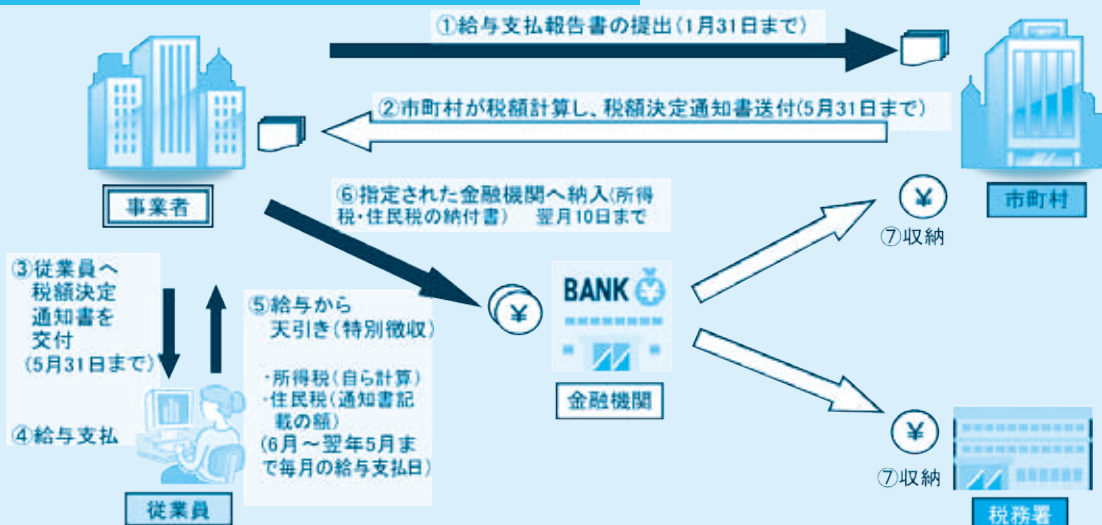 ①給与支払報告書の提出(1月31日まで)
②市町村が税額計算し、税額決定通知書送付(5月31日まで)
事業者
市町村
⑥指定された金融機関へ納入(所得
税・住民税の納付書) 翌月10日まで
¥
⑦収納
③従業員へ
税額決定
通知書を
交付
(5月31日まで)
④給与支払
従業員
⑤給与から
天引き(特別徴収)
・所得税(自ら計算)
・住民税(通知書記
載の額)
(6月～翌年5月ま
で毎月の給与支払日)
¥
BANK ¥
金融機関
¥
⑦収納
税務署